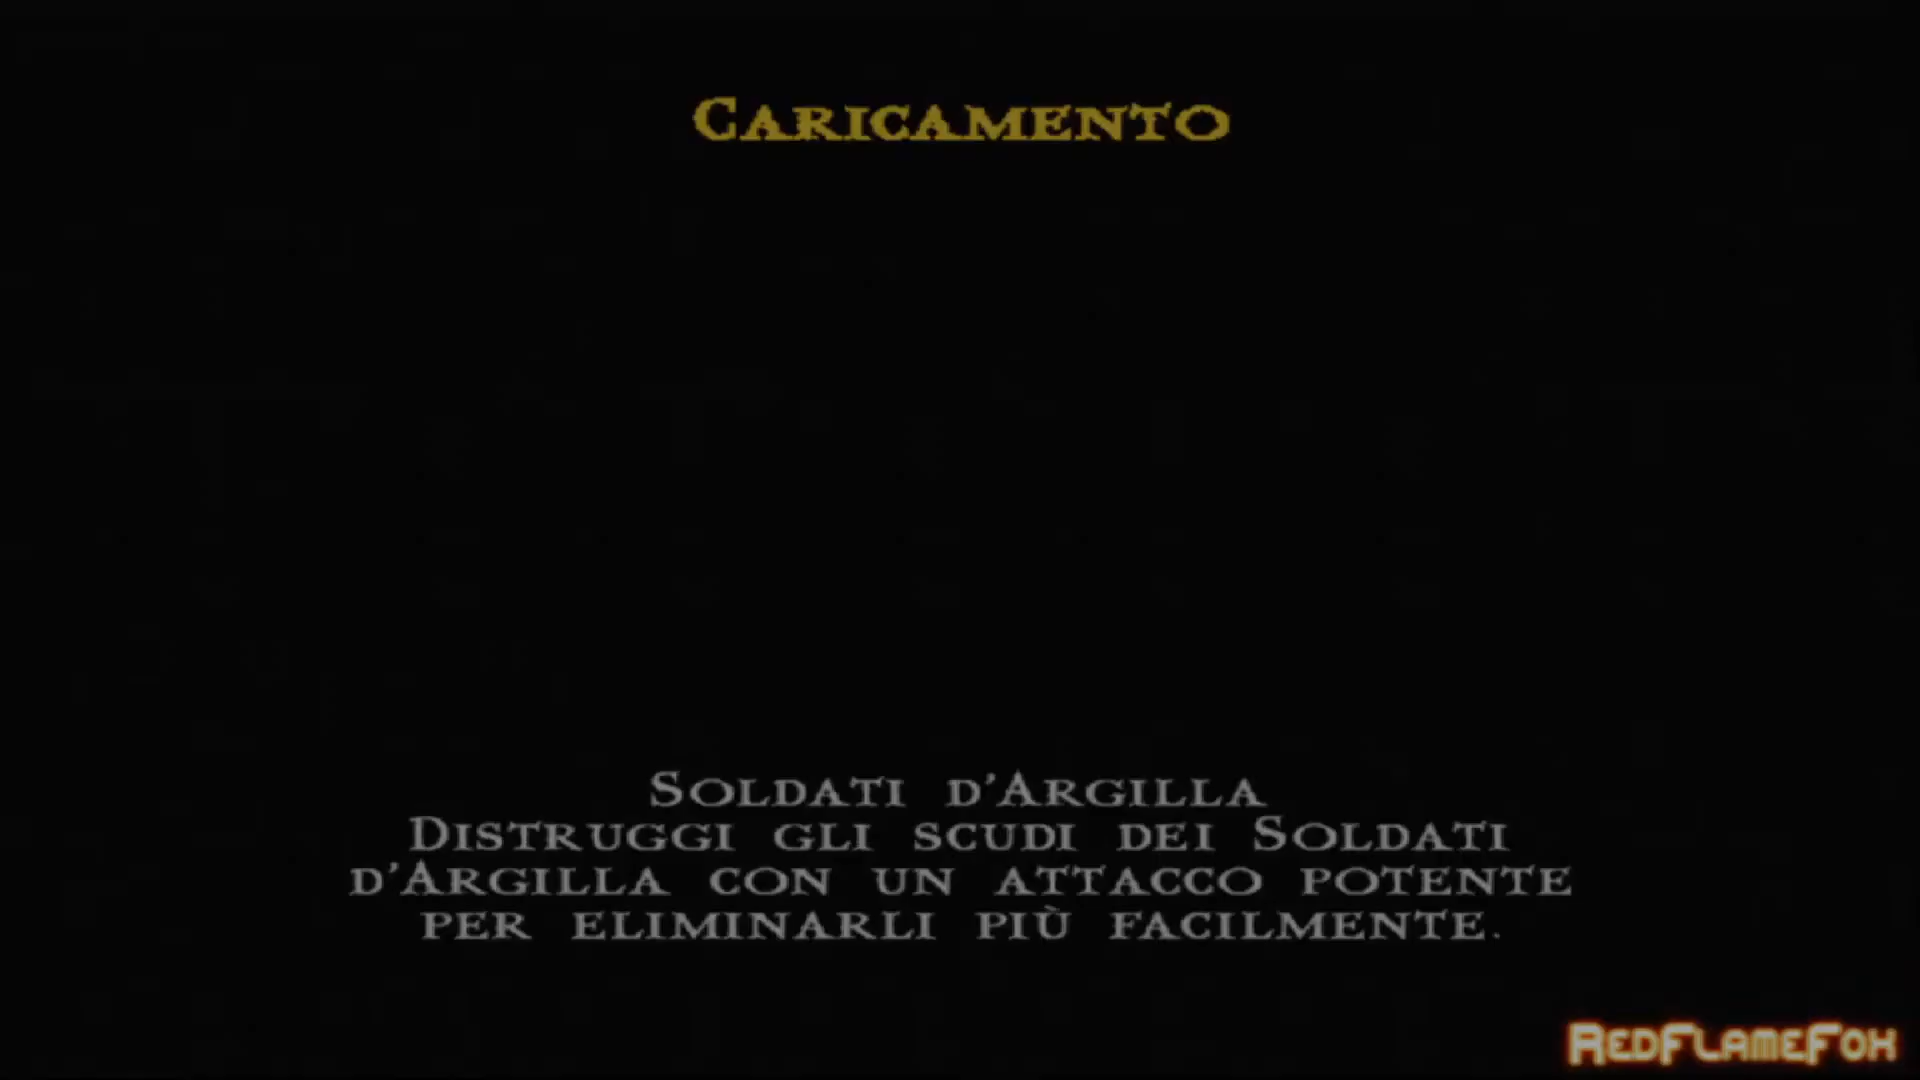 Caricamento
Soldati d'Argilla
Distruggi gli scudi dei Soldati
d'Argilla con un attacco potente
per eliminarli più facilmente.
RedFlameFox